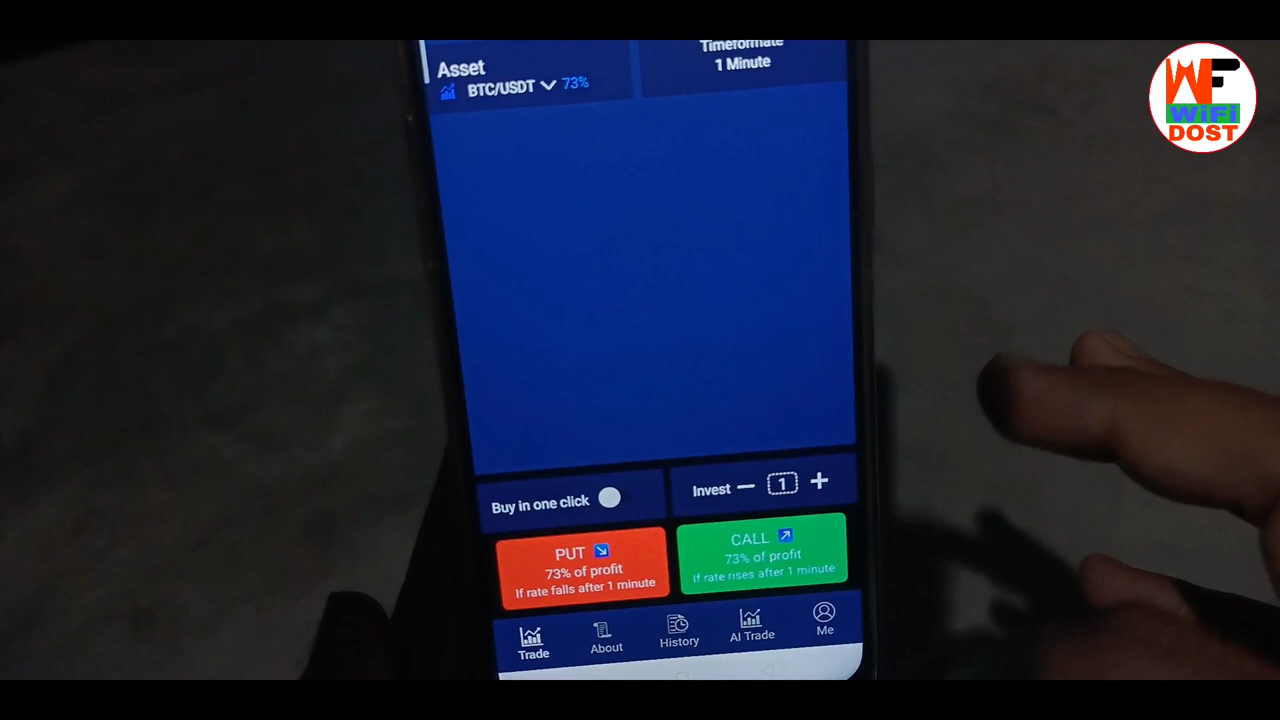 Timeformate
1 Minute
Asset
BTC/USDT 73%
WF
WiFi
DOST
Buy in one click
Invest − 1 +
PUT
73% of profit
If rate falls after 1 minute
CALL
73% of profit
If rate rises after 1 minute
Trade
About
History
AI Trade
Me